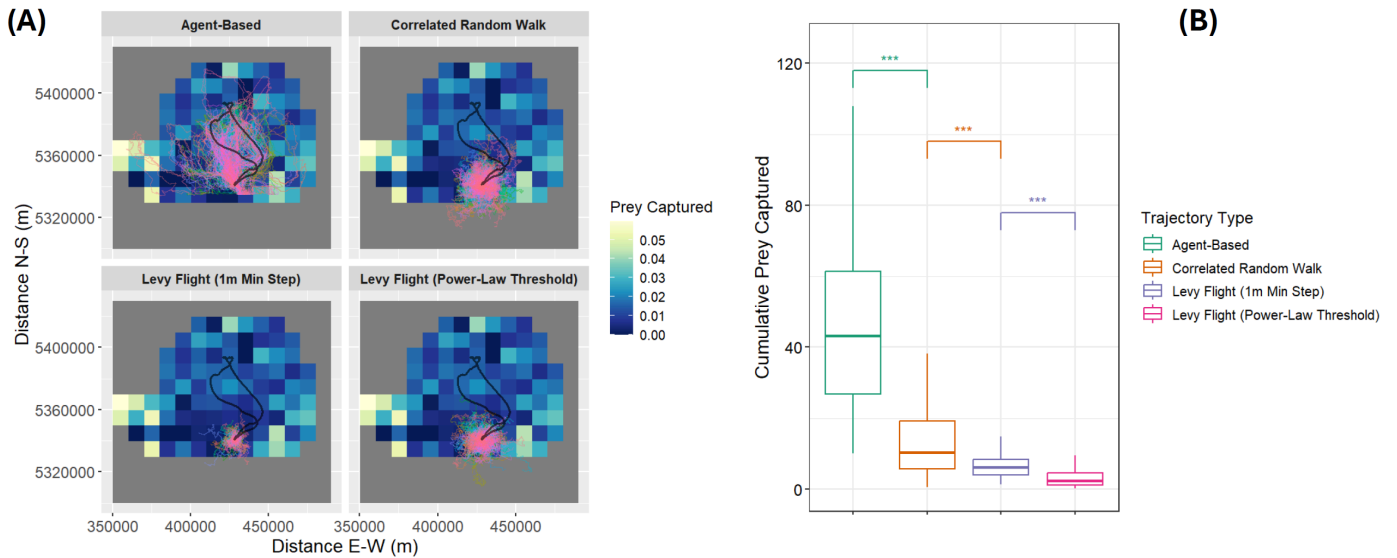 (A)
Agent-Based
Correlated Random Walk
5400000
5360000
5320000
Levy Flight (1m Min Step)
Levy Flight (Power-Law Threshold)
5400000
5360000
5320000
350000 400000 450000
350000 400000 450000
Distance E-W (m)
Distance N-S (m)
Prey Captured
0.05
0.04
0.03
0.02
0.01
0.00
(B)
Cumulative Prey Captured
120
80
40
0
***
***
***
Trajectory Type
Agent-Based
Correlated Random Walk
Levy Flight (1m Min Step)
Levy Flight (Power-Law Threshold)